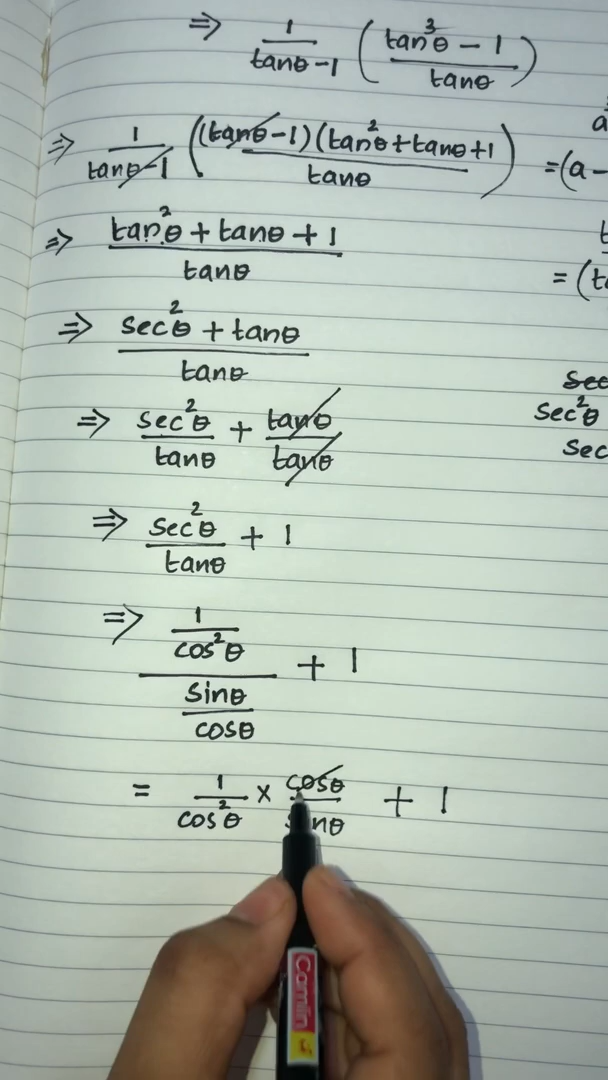 ⇒ 1/(tanθ-1) ((tan³θ - 1)/tanθ)
⇒ 1/(tanθ-1) (((tanθ-1)(tan²θ+tanθ+1))/tanθ) =(a-
⇒ (tan²θ + tanθ + 1)/tanθ
= (t
⇒ (sec²θ + tanθ)/tanθ
⇒ sec²θ/tanθ + tanθ/tanθ
sec²θ
sec
⇒ sec²θ/tanθ + 1
⇒ (1/cos²θ)/(sinθ/cosθ) + 1
= 1/cos²θ × cosθ/sinθ + 1
Camlin